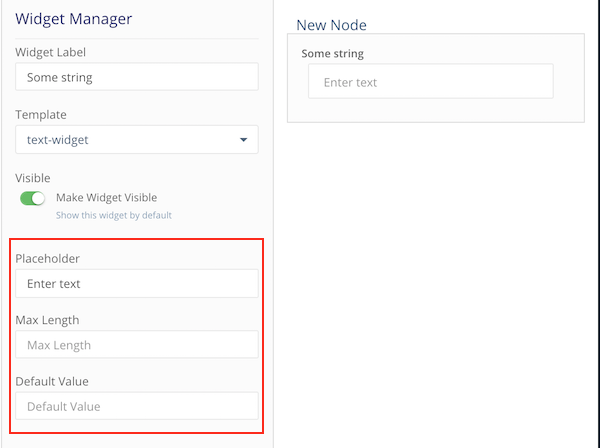 Widget Manager
Widget Label
Some string
Template
text-widget
Visible
Make Widget Visible
Show this widget by default
Placeholder
Enter text
Max Length
Max Length
Default Value
Default Value
New Node
Some string
Enter text